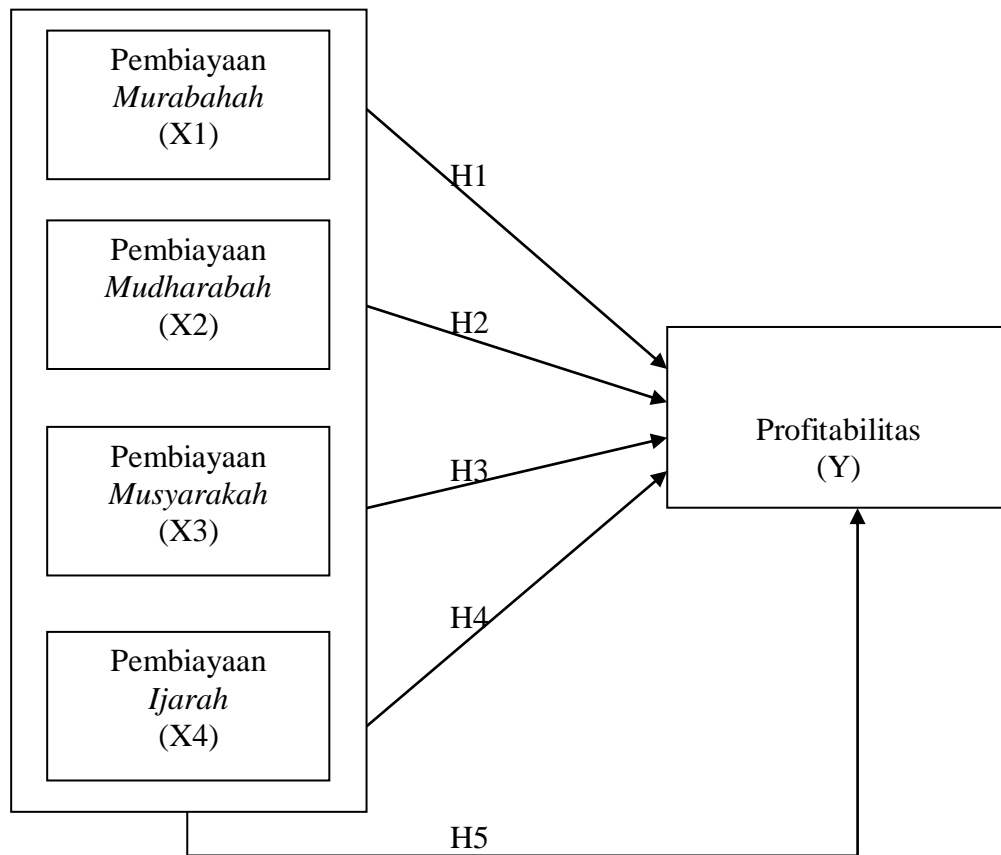 Pembiayaan
Murabahah
(X1)
H1
Pembiayaan
Mudharabah
(X2)
H2
Profitabilitas
(Y)
Pembiayaan
Musyarakah
(X3)
H3
H4
Pembiayaan
Ijarah
(X4)
H5